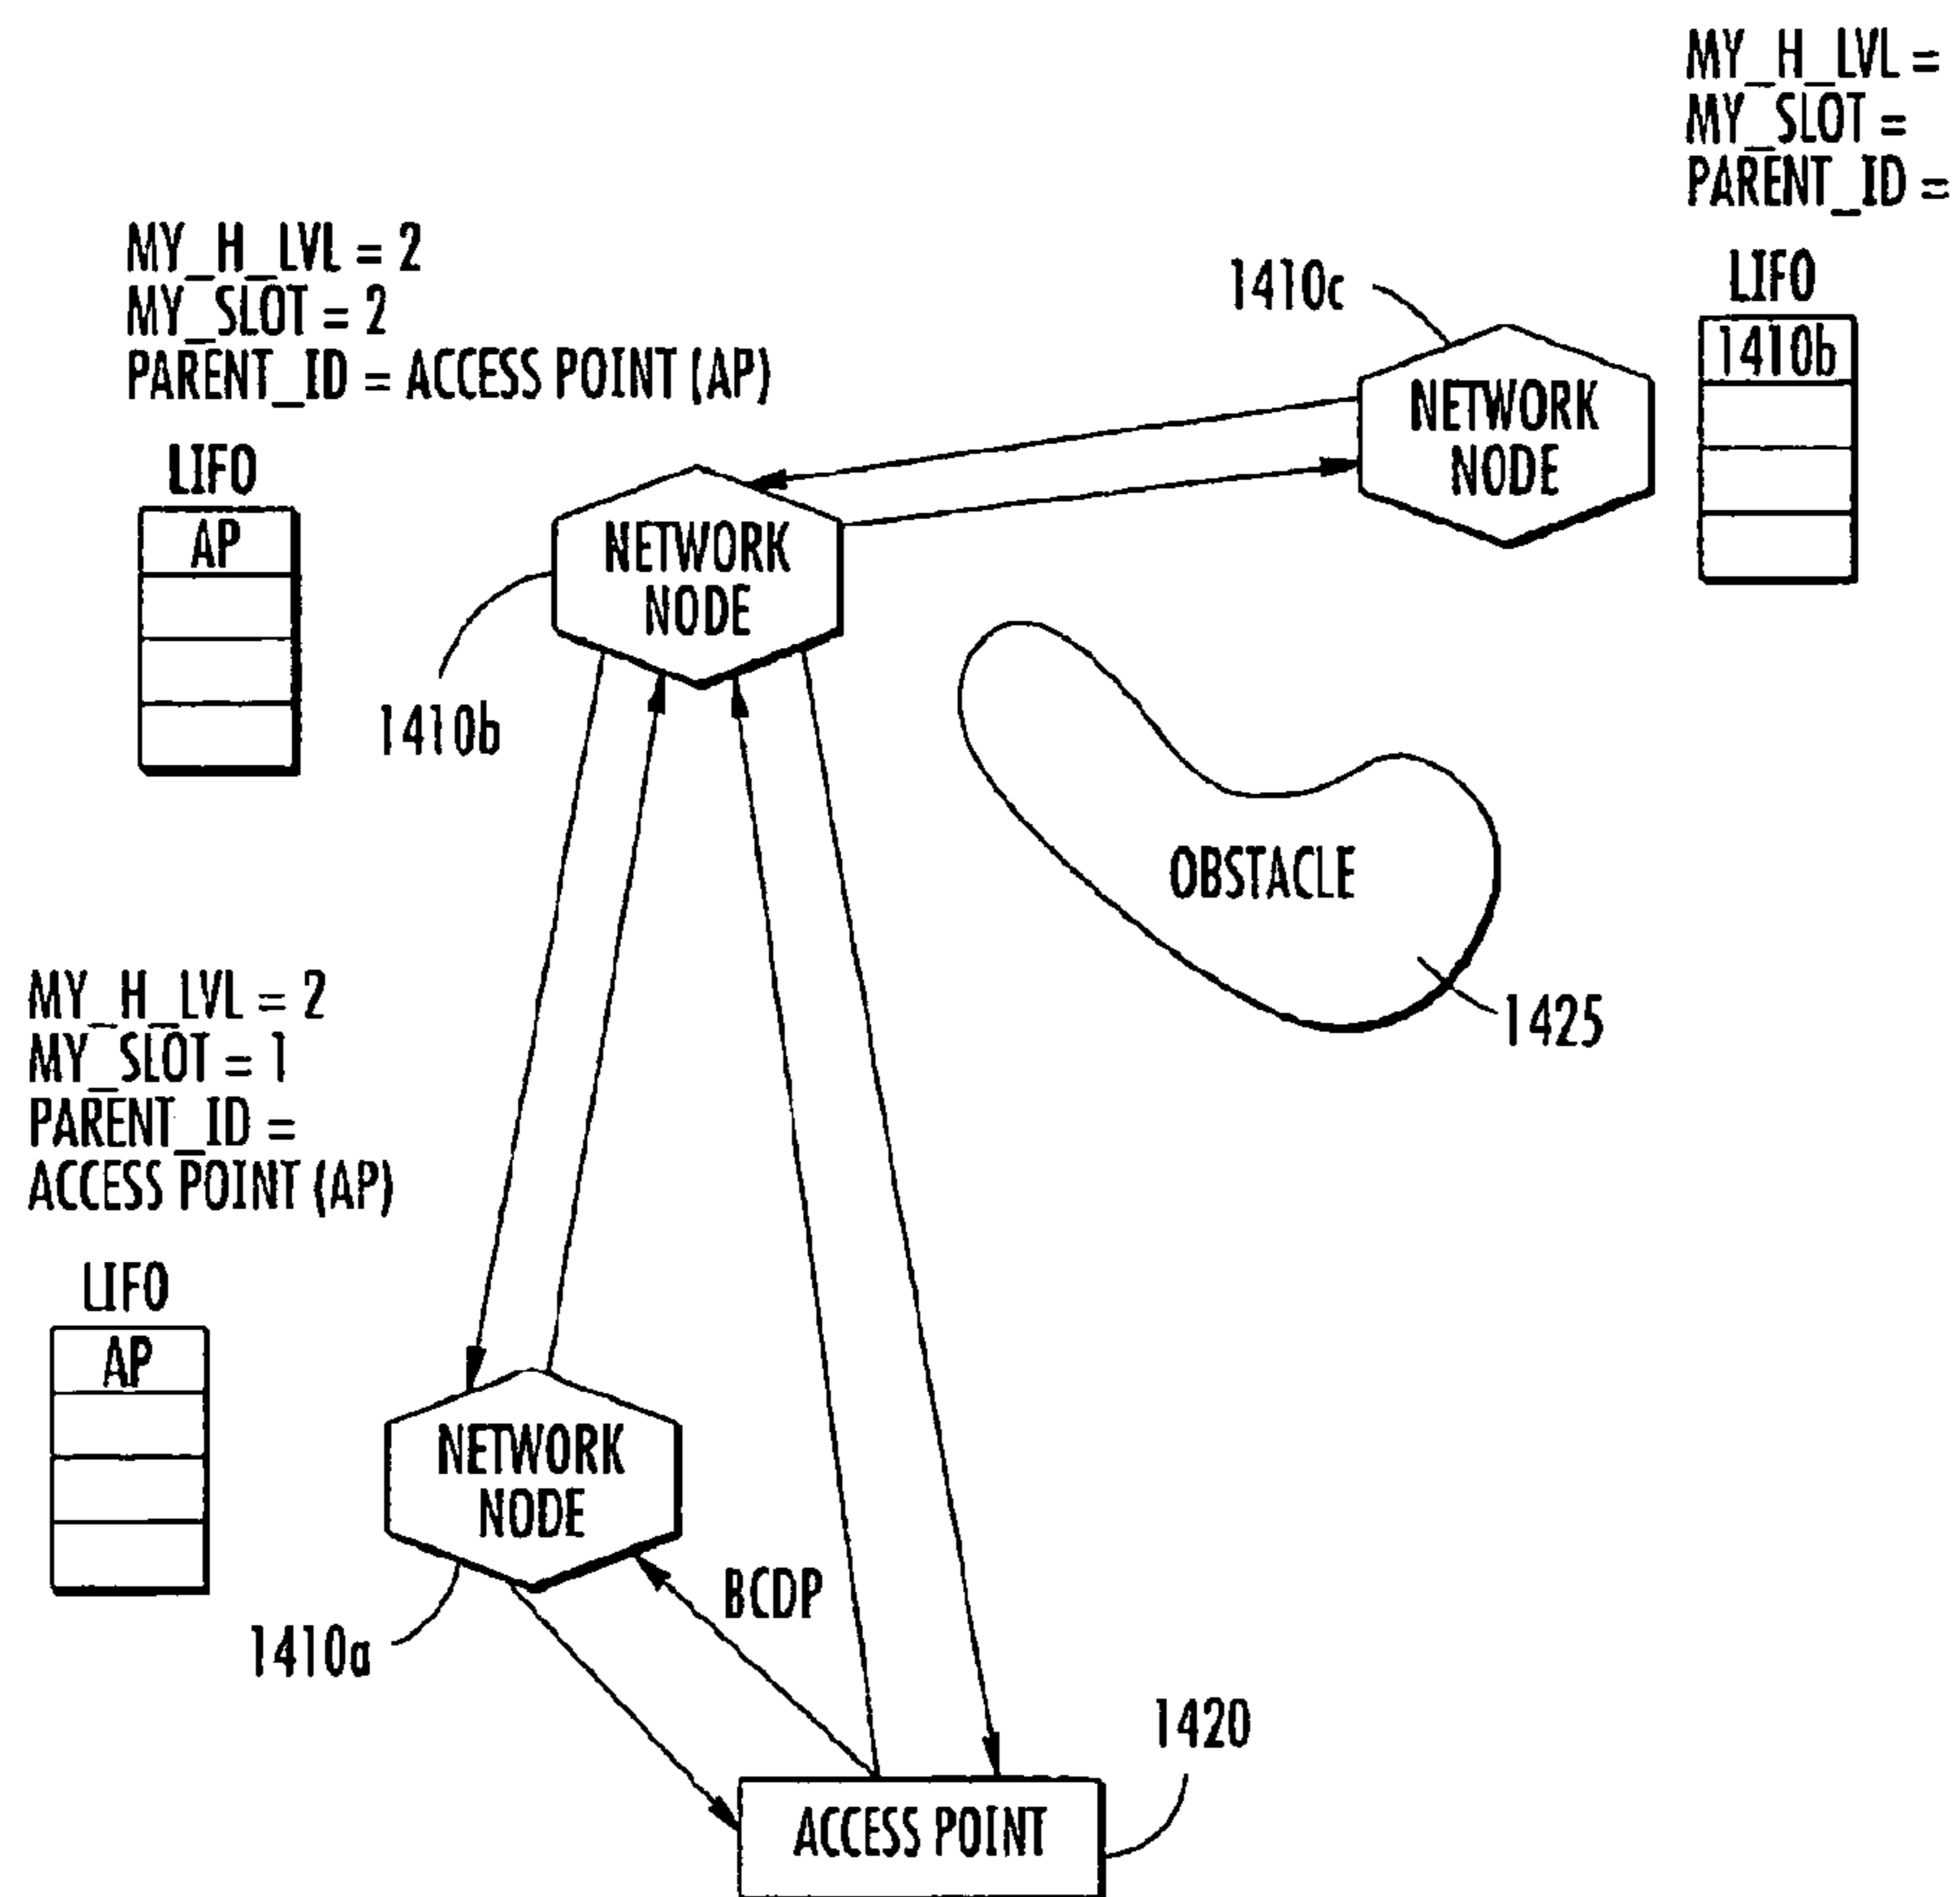 MY_H_LVL =
MY_SLOT =
PARENT_ID =
LIFO
1410b
1410c
NETWORK
NODE
MY_H_LVL = 2
MY_SLOT = 2
PARENT_ID = ACCESS POINT (AP)
LIFO
AP
NETWORK
NODE
1410b
OBSTACLE
1425
MY_H_LVL = 2
MY_SLOT = 1
PARENT_ID =
ACCESS POINT (AP)
LIFO
AP
NETWORK
NODE
1410a
BCDP
1420
ACCESS POINT